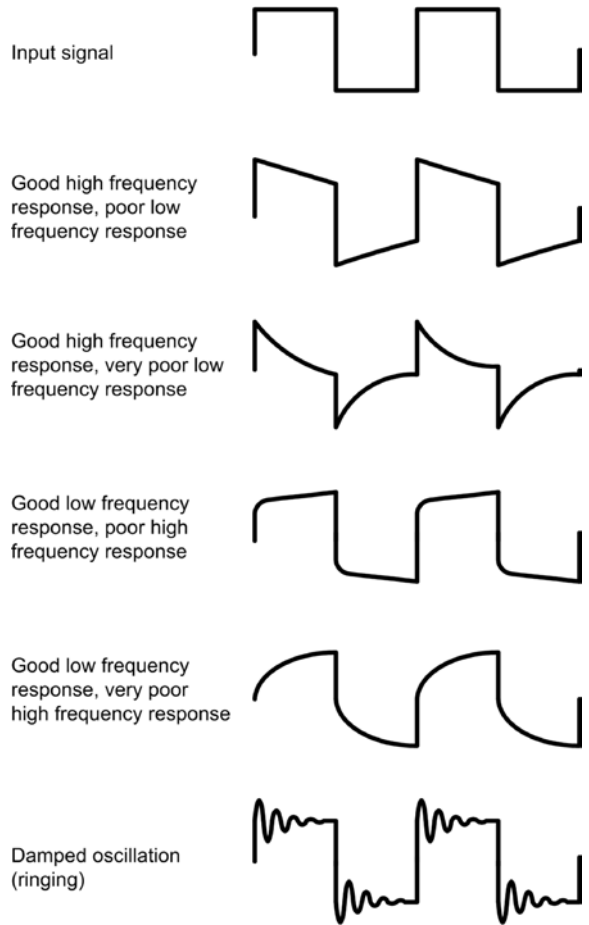 Input signal
Good high frequency
response, poor low
frequency response
Good high frequency
response, very poor low
frequency response
Good low frequency
response, poor high
frequency response
Good low frequency
response, very poor
high frequency response
Damped oscillation
(ringing)